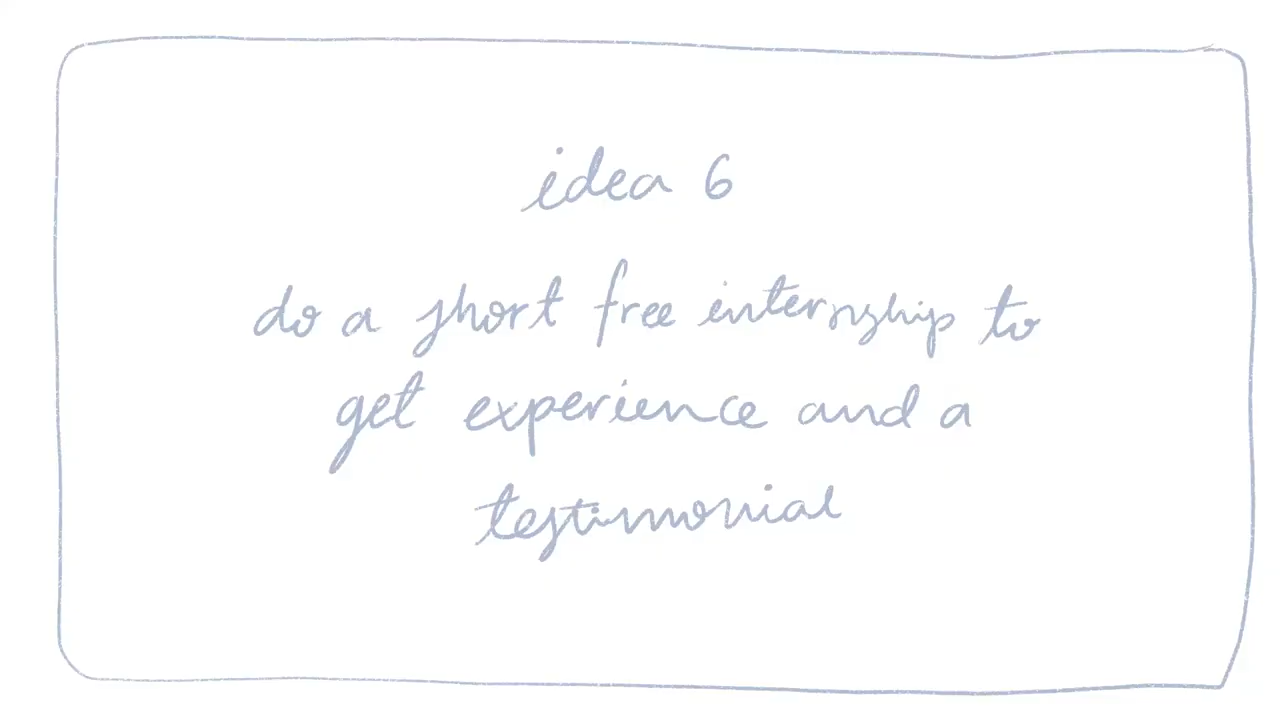 idea 6
do a short free internship to
get experience and a
testimonial